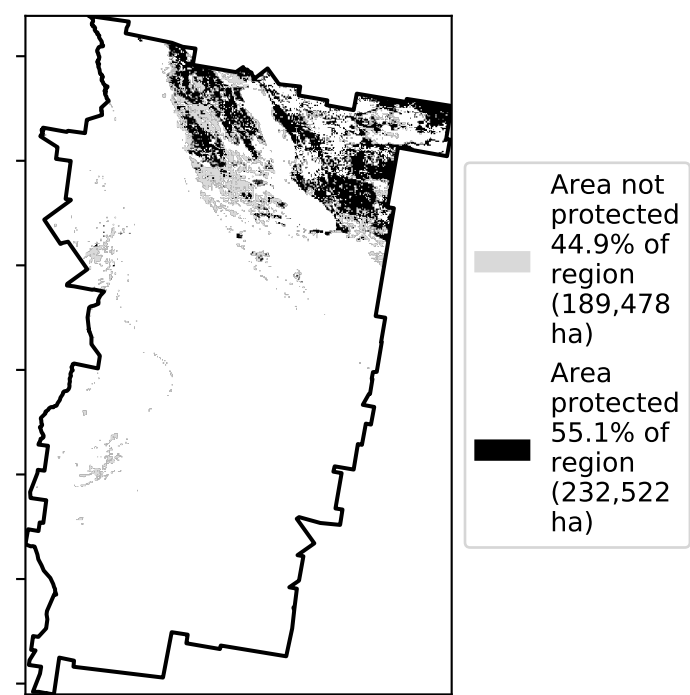 Area not
protected
44.9% of
region
(189,478
ha)
Area
protected
55.1% of
region
(232,522
ha)